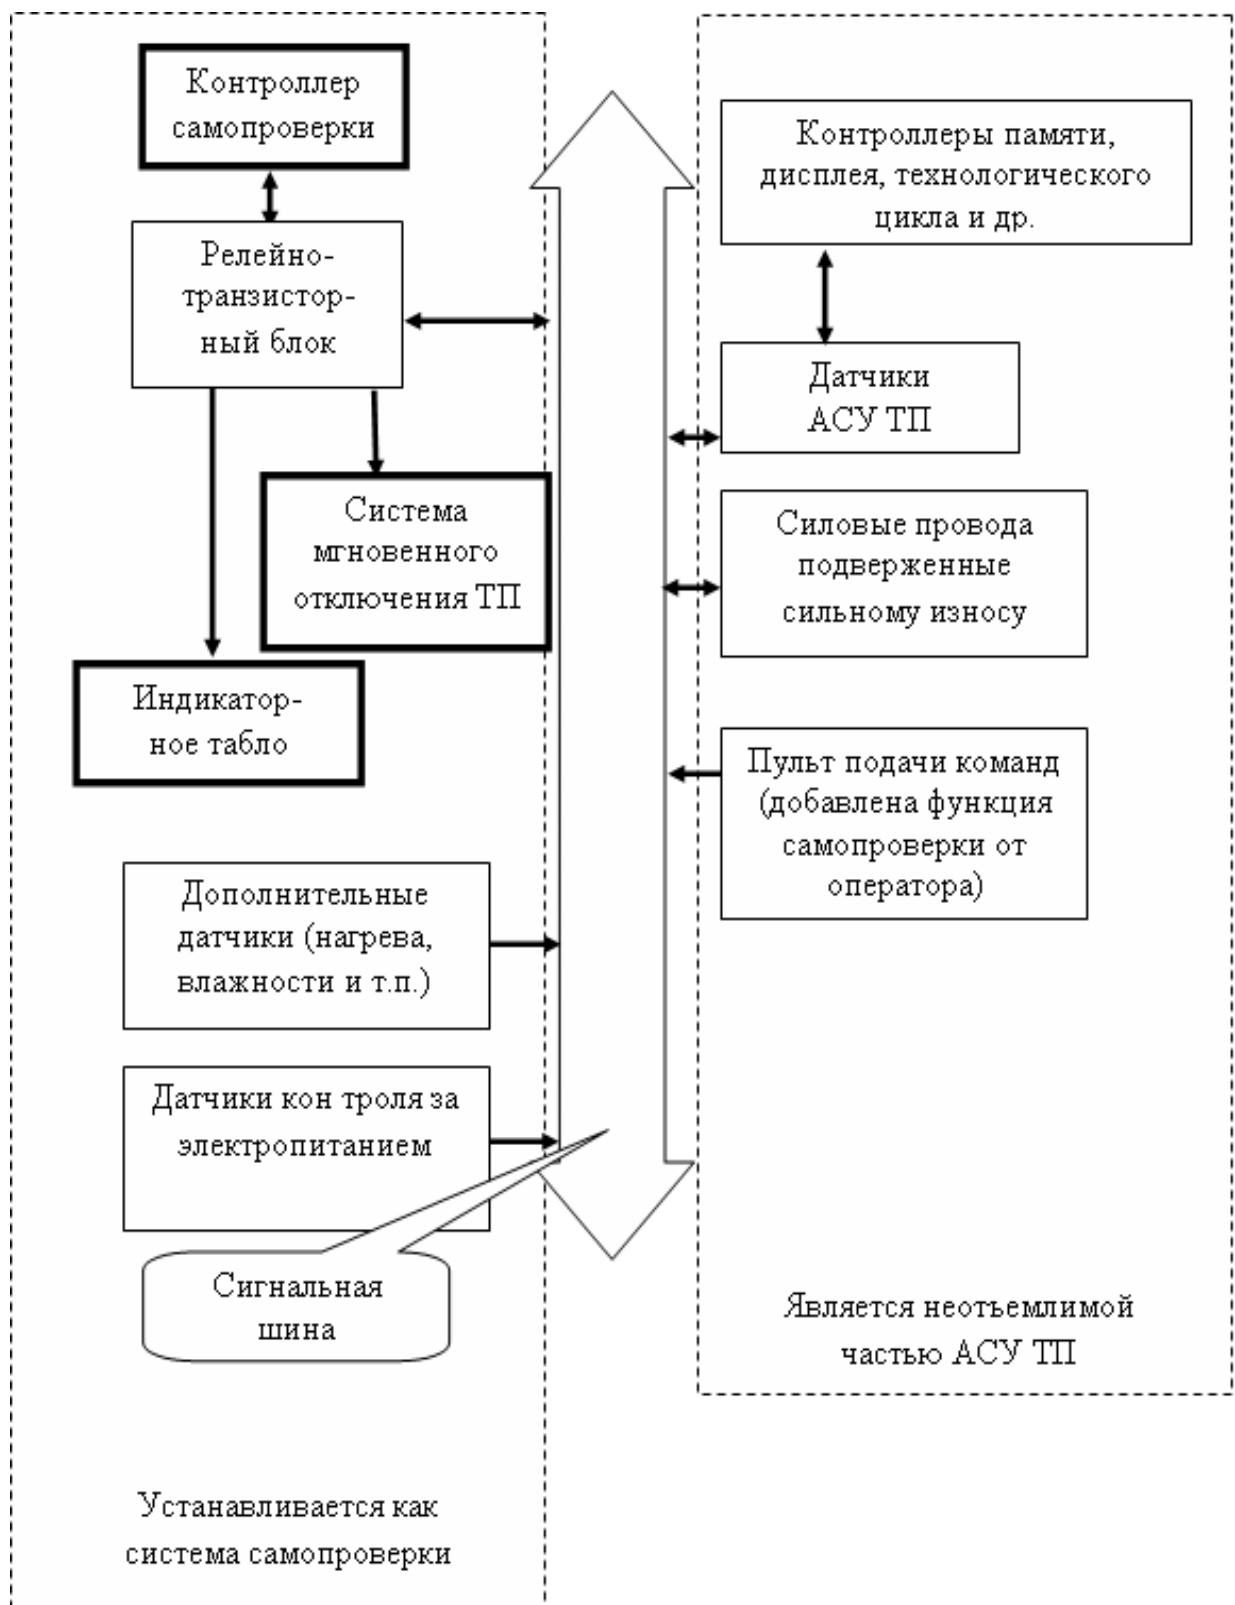 Контроллер
самопроверки
Релейно-
транзистор-
ный блок
Система
мгновенного
отключения ТП
Индикатор-
ное табло
Дополнительные
датчики (нагрева,
влажности и т.п.)
Датчики кон троля за
электропитанием
Сигнальная
шина
Устанавливается как
система самопроверки
Контроллеры памяти,
дисплея, технологического
цикла и др.
Датчики
АСУ ТП
Силовые провода
подверженные
сильному износу
Пульт подачи команд
(добавлена функция
самопроверки от
оператора)
Является неотъемлимой
частью АСУ ТП